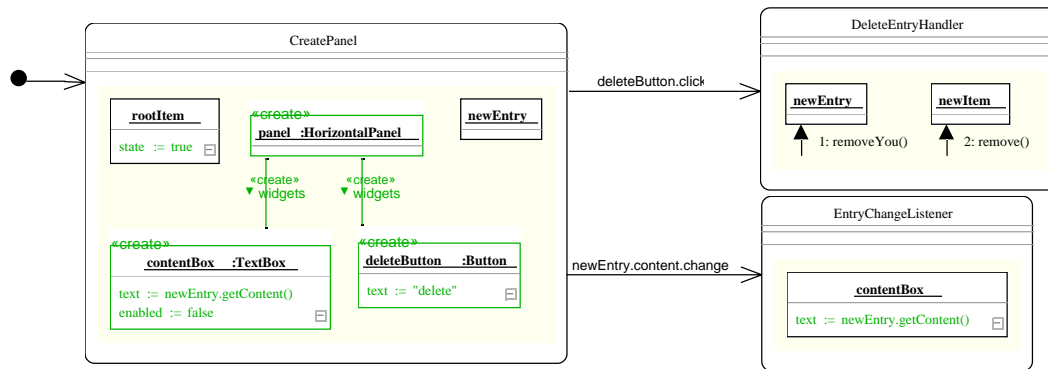 CreatePanel
rootItem
state := true
«create»
panel :HorizontalPanel
newEntry
«create»
widgets
«create»
widgets
«create»
contentBox :TextBox
text := newEntry.getContent()
enabled := false
«create»
deleteButton :Button
text := "delete"
deleteButton.click
newEntry.content.change
DeleteEntryHandler
newEntry
1: removeYou()
newItem
2: remove()
EntryChangeListener
contentBox
text := newEntry.getContent()